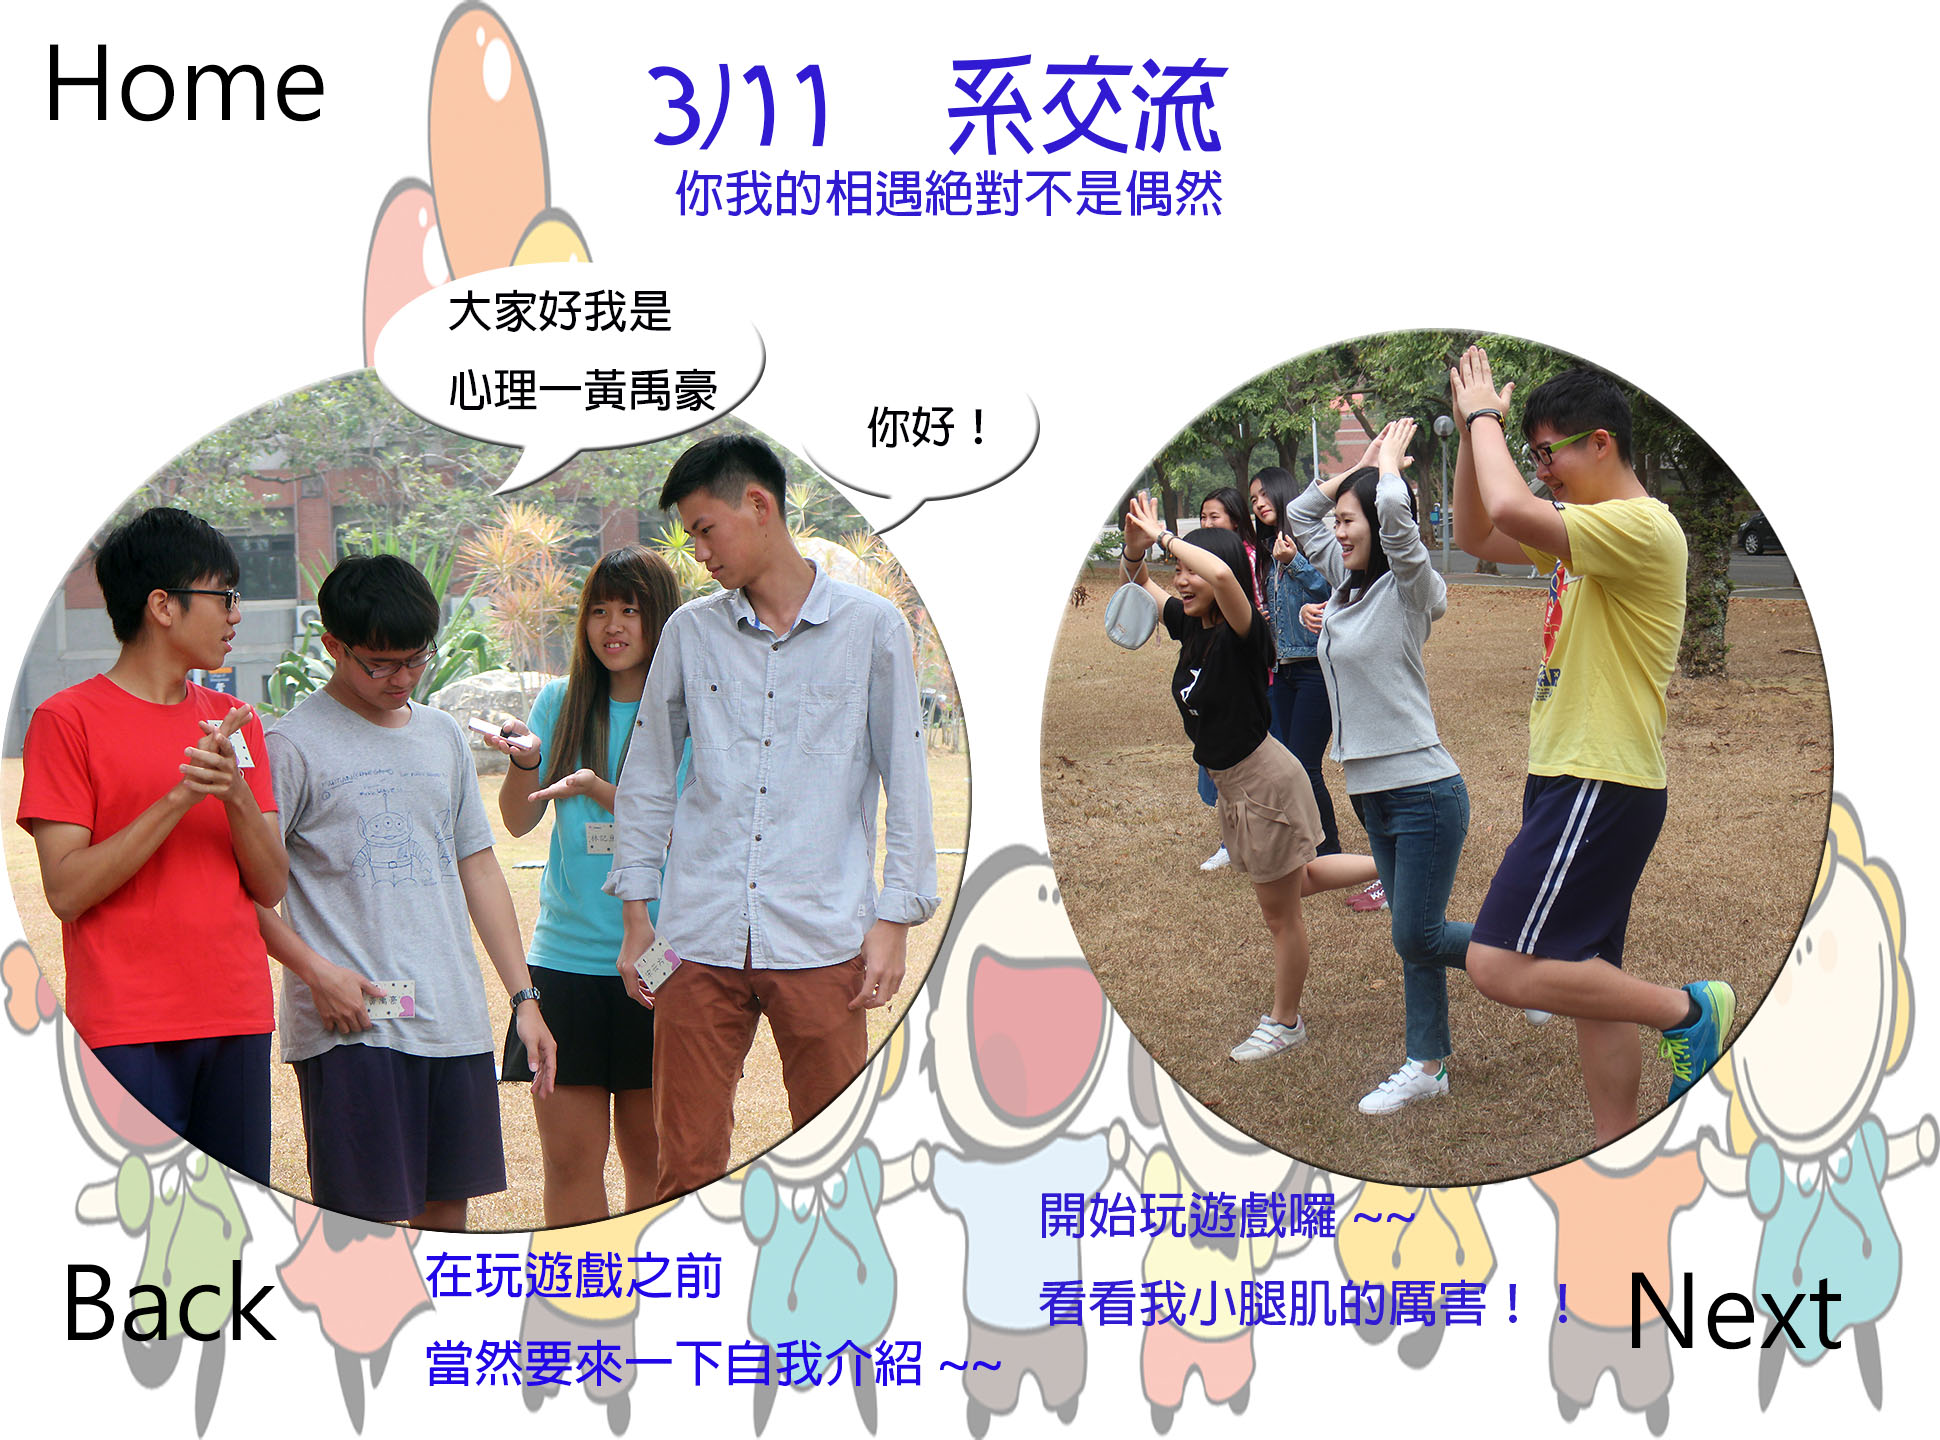 Home
3/11 系交流
你我的相遇絕對不是偶然
大家好我是
心理一黃禹豪
你好！
開始玩遊戲囉~~
看看我小腿肌的厲害！！
在玩遊戲之前
當然要來一下自我介紹~~
Back
Next